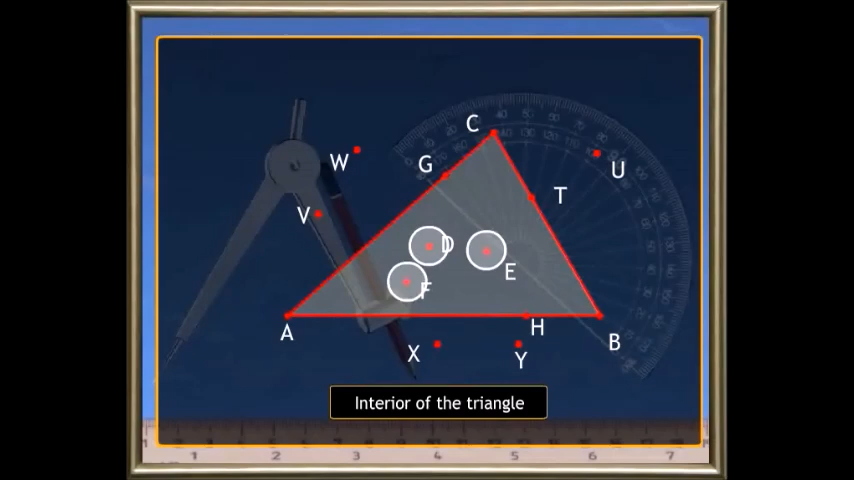 C
W
G
U
T
V
D
E
F
A
H
B
X
Y
Interior of the triangle
1 2 3 4 5 6 7